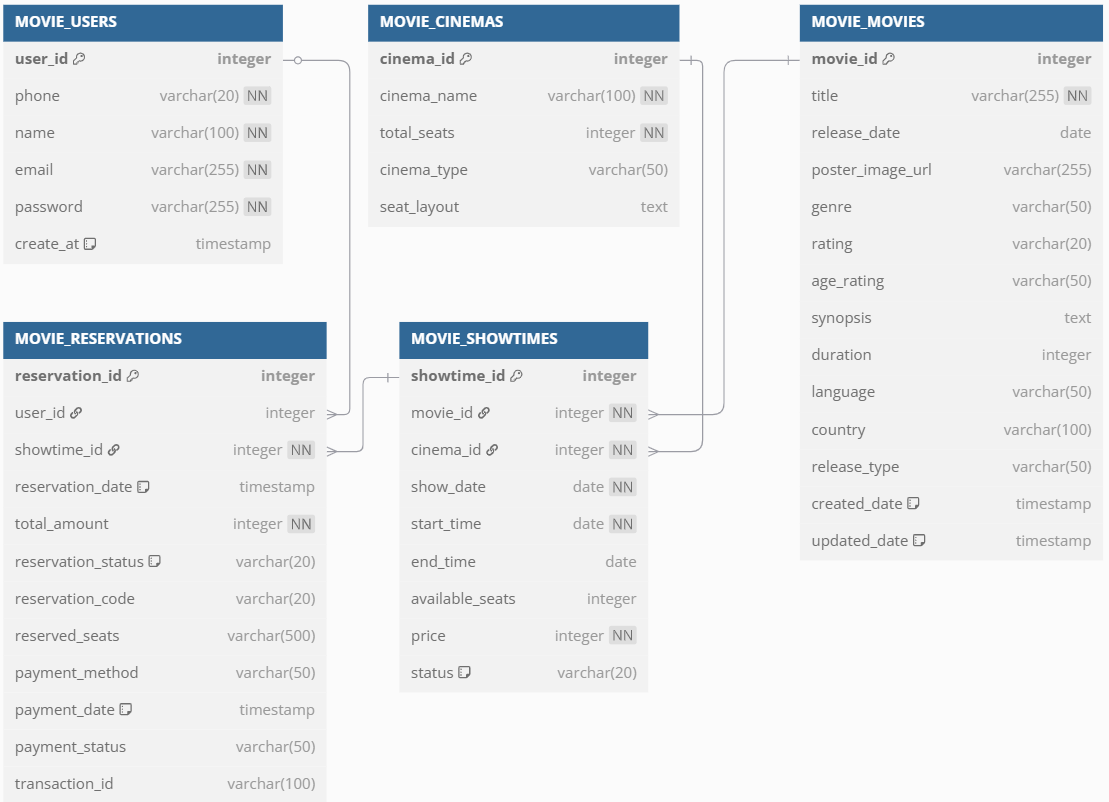 MOVIE_USERS
user_id integer
phone varchar(20) NN
name varchar(100) NN
email varchar(255) NN
password varchar(255) NN
create_at timestamp
MOVIE_CINEMAS
cinema_id integer
cinema_name varchar(100) NN
total_seats integer NN
cinema_type varchar(50)
seat_layout text
MOVIE_MOVIES
movie_id integer
title varchar(255) NN
release_date date
poster_image_url varchar(255)
genre varchar(50)
rating varchar(20)
age_rating varchar(50)
synopsis text
duration integer
language varchar(50)
country varchar(100)
release_type varchar(50)
created_date timestamp
updated_date timestamp
MOVIE_RESERVATIONS
reservation_id integer
user_id integer
showtime_id integer NN
reservation_date timestamp
total_amount integer NN
reservation_status varchar(20)
reservation_code varchar(20)
reserved_seats varchar(500)
payment_method varchar(50)
payment_date timestamp
payment_status varchar(50)
transaction_id varchar(100)
MOVIE_SHOWTIMES
showtime_id integer
movie_id integer NN
cinema_id integer NN
show_date date NN
start_time date NN
end_time date
available_seats integer
price integer NN
status varchar(20)